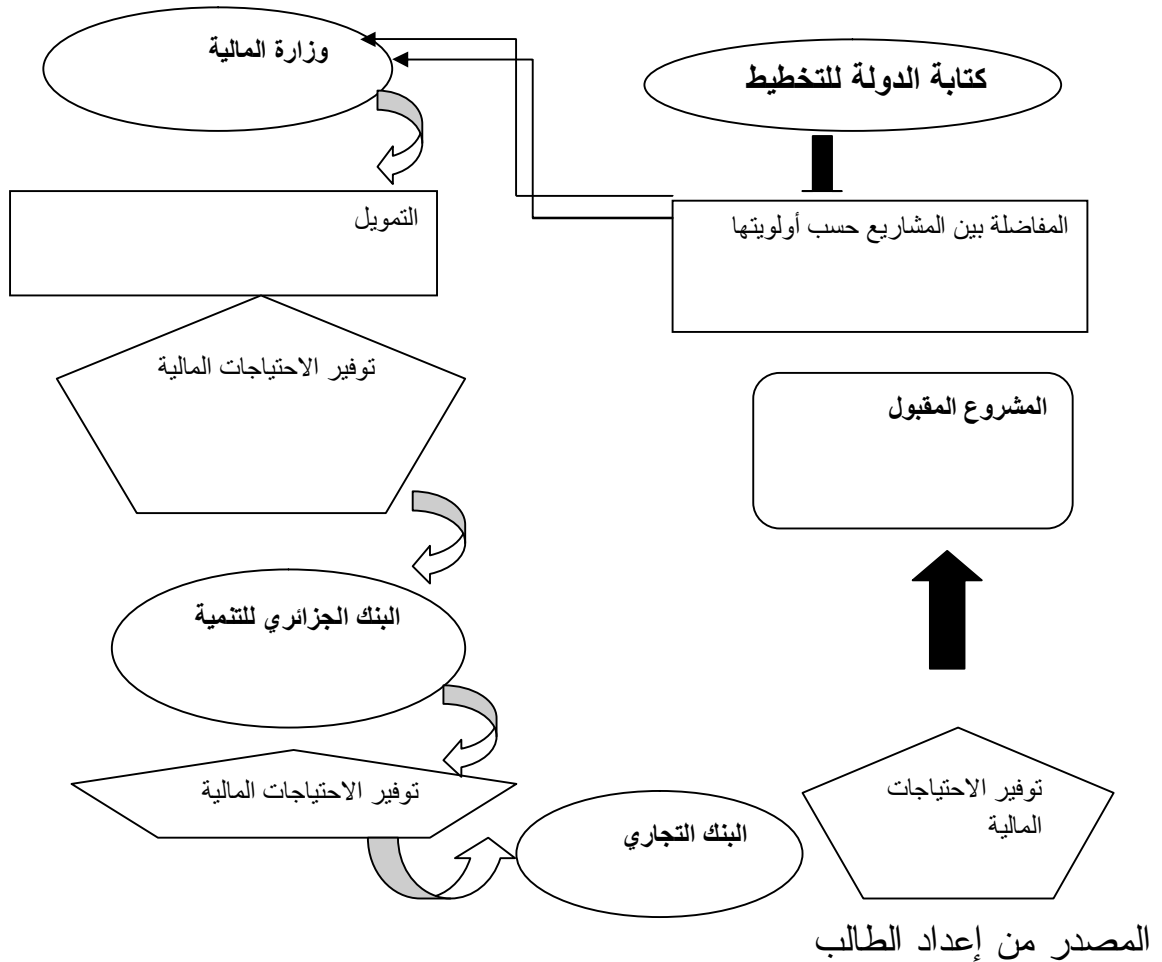 كتابة الدولة للتخطيط
وزارة المالية
المفاضلة بين المشاريع حسب أولويتها
التمويل
توفير الاحتياجات المالية
المشروع المقبول
البنك الجزائري للتنمية
توفير الاحتياجات المالية
توفير الاحتياجات
المالية
البنك التجاري
المصدر من إعداد الطالب